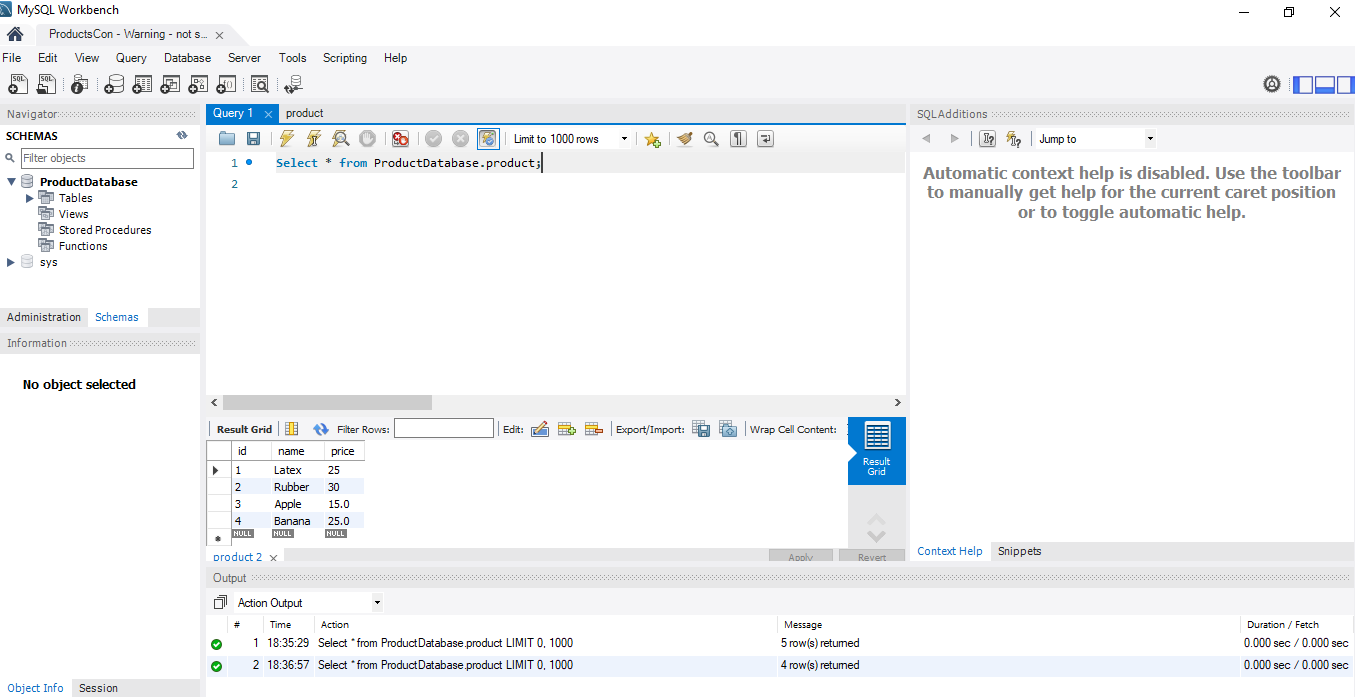 MySQL Workbench
ProductsCon - Warning - not s...
File Edit View Query Database Server Tools Scripting Help
Navigator
SCHEMAS
Filter objects
ProductDatabase
Tables
Views
Stored Procedures
Functions
sys
Administration Schemas
Information
No object selected
Object Info Session
Query 1 product
Limit to 1000 rows
1 Select * from ProductDatabase.product;
2
Result Grid Filter Rows: Edit: Export/Import: Wrap Cell Content:
id name price
1 Latex 25
2 Rubber 30
3 Apple 15.0
4 Banana 25.0
NULL NULL NULL
Result
Grid
product 2 Apply Revert
SQLAdditions
Jump to
Automatic context help is disabled. Use the toolbar
to manually get help for the current caret position
or to toggle automatic help.
Context Help Snippets
Output
Action Output
# Time Action Message Duration / Fetch
1 18:35:29 Select * from ProductDatabase.product LIMIT 0, 1000 5 row(s) returned 0.000 sec / 0.000 sec
2 18:36:57 Select * from ProductDatabase.product LIMIT 0, 1000 4 row(s) returned 0.000 sec / 0.000 sec